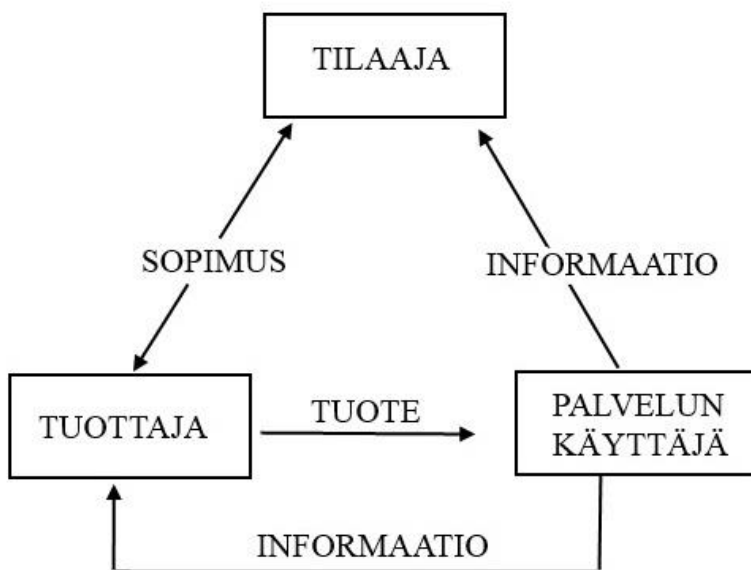 TILAAJA
SOPIMUS
INFORMAATIO
TUOTTAJA
TUOTE
PALVELUN
KÄYTTÄJÄ
INFORMAATIO